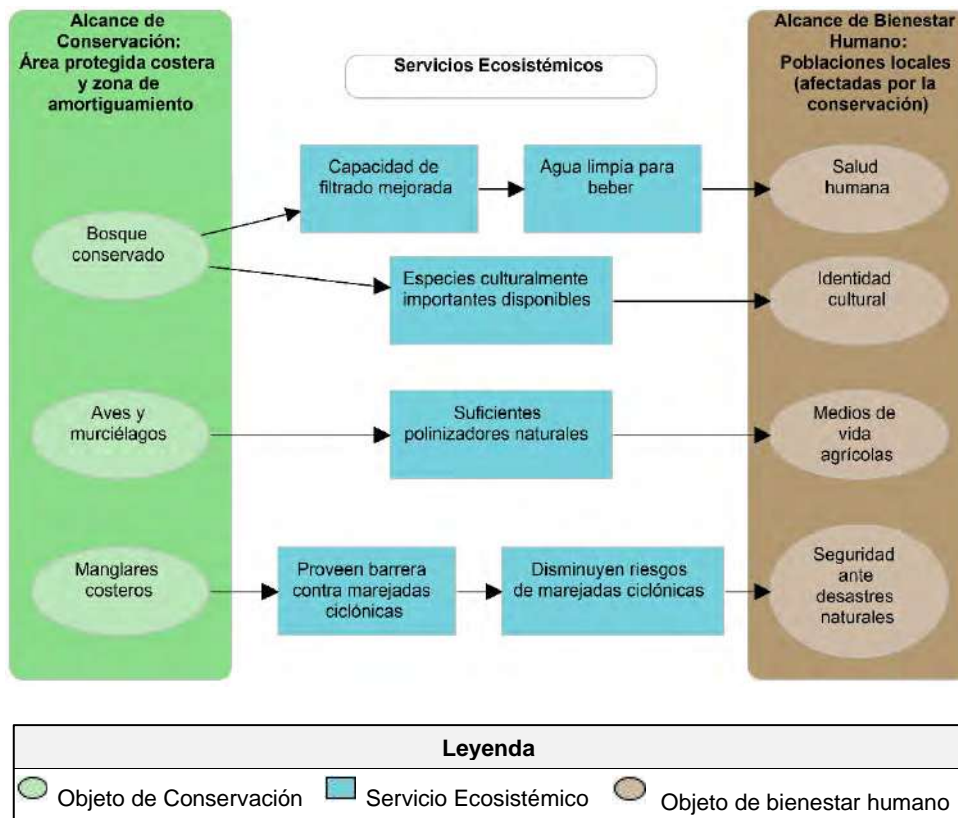 Alcance de
Conservación:
Área protegida costera
y zona de
amortiguamiento
Servicios Ecosistémicos
Alcance de Bienestar
Humano:
Poblaciones locales
(afectadas por la
conservación)
Bosque
conservado
Capacidad de
filtrado mejorada
Agua limpía para
beber
Salud
humana
Especies culturalmente
importantes disponibles
Identidad
cultural
Aves y
murciélagos
Suficientes
polinizadores naturales
Medios de
vida
agrícolas
Manglares
costeros
Proveen barrera
contra marejadas
ciclónicas
Disminuyen riesgos
de marejadas ciclónicas
Seguridad
ante
desastres
naturales
Leyenda
Objeto de Conservación
Servicio Ecosistémico
Objeto de bienestar humano